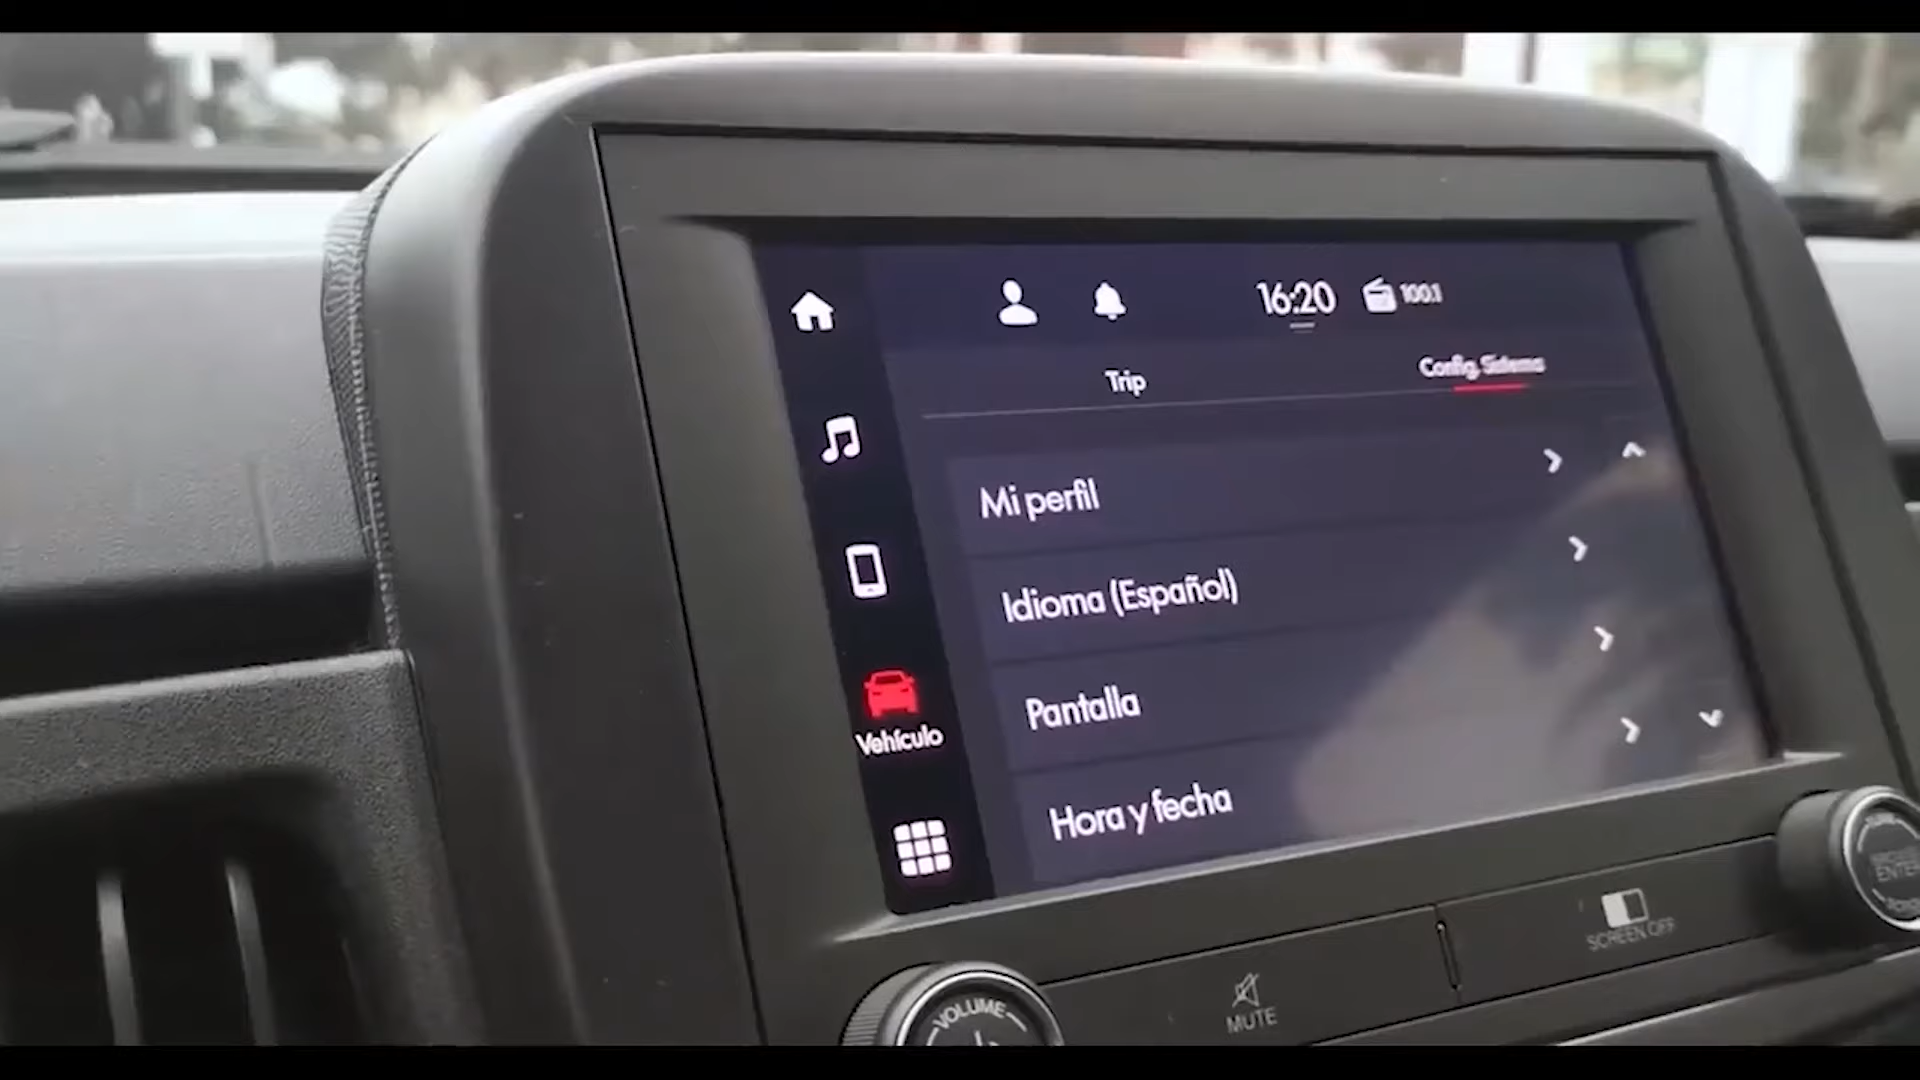 16:20 100.1
Trip
Config. Sistema
Mi perfil
Idioma (Español)
Pantalla
Vehículo
Hora y fecha
SCREEN OFF
MUTE
VOLUME
ENTER